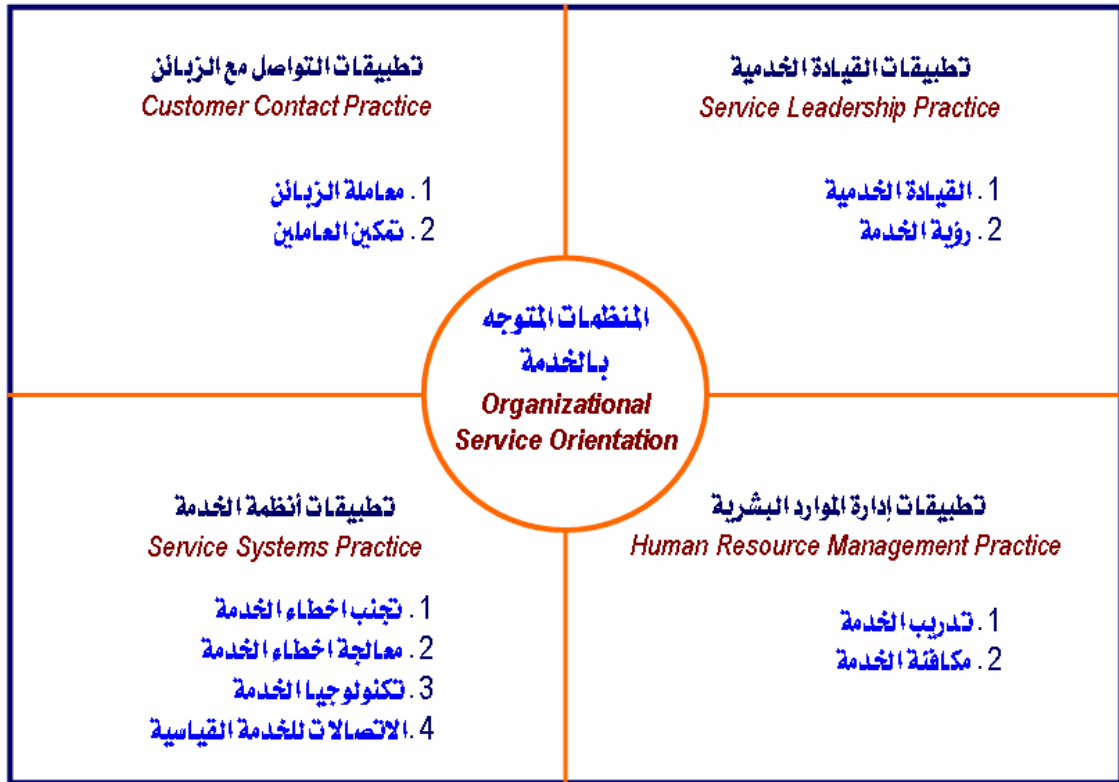 تطبيقات القيادة الخدمية
Service Leadership Practice
1. القيادة الخدمية
2. رؤية الخدمة
تطبيقات التواصل مع الزبائن
Customer Contact Practice
1. معاملة الزبائن
2. تمكين العاملين
المنظمات المتوجه
بالخدمة
Organizational
Service Orientation
تطبيقات إدارة الموارد البشرية
Human Resource Management Practice
1. تدريب الخدمة
2. مكافئة الخدمة
تطبيقات أنظمة الخدمة
Service Systems Practice
1. تجنب اخطاء الخدمة
2. معالجة اخطاء الخدمة
3. تكنولوجيا الخدمة
4. الاتصالات للخدمة القياسية